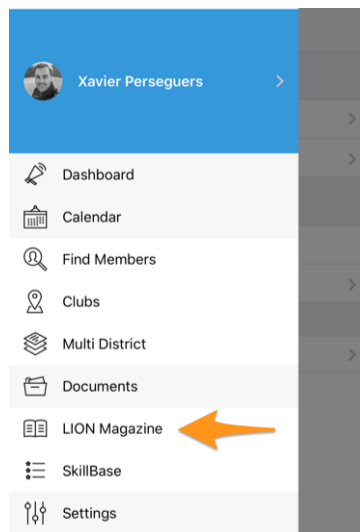 Xavier Perseguers
Dashboard
Calendar
Find Members
Clubs
Multi District
Documents
LION Magazine
SkillBase
Settings